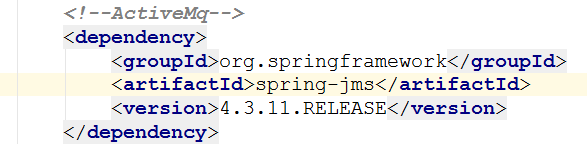 <!--ActiveMq-->
<dependency>
<groupId>org.springframework</groupId>
<artifactId>spring-jms</artifactId>
<version>4.3.11.RELEASE</version>
</dependency>